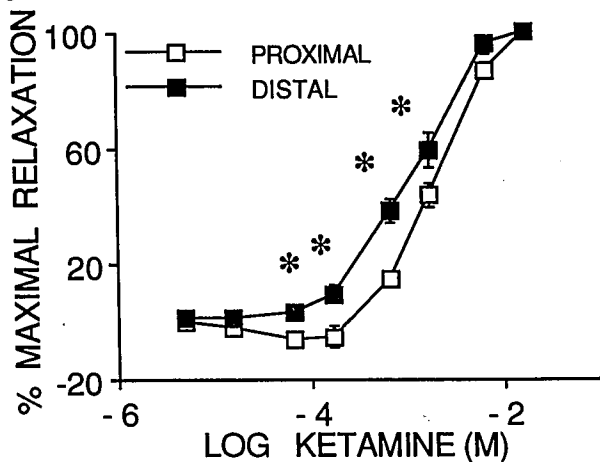 % MAXIMAL RELAXATION
100
60
20
-20
PROXIMAL
DISTAL
* * * *
-6 -4 -2
LOG KETAMINE (M)